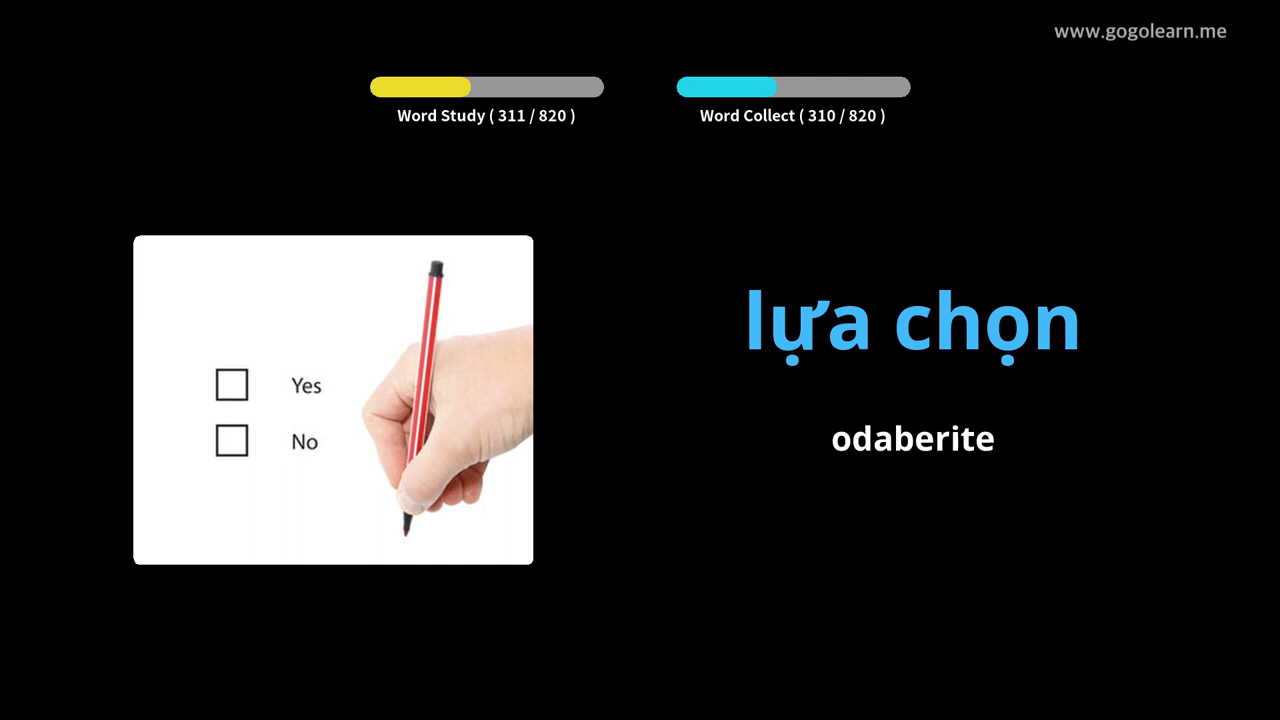 www.gogolearn.me
Word Study ( 311 / 820 )
Word Collect ( 310 / 820 )
Yes
No
lựa chọn
odaberite